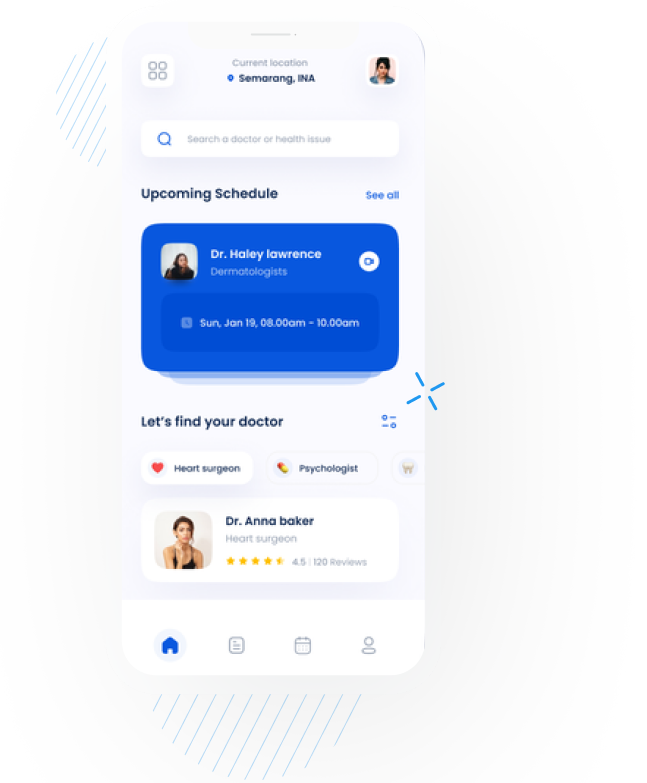 Current location
Semarang, INA
Search a doctor or health issue
Upcoming Schedule
See all
Dr. Haley lawrence
Dermatologists
Sun, Jan 19, 08.00am - 10.00am
Let's find your doctor
Heart surgeon
Psychologist
Dr. Anna baker
Heart surgeon
4.5 | 120 Reviews